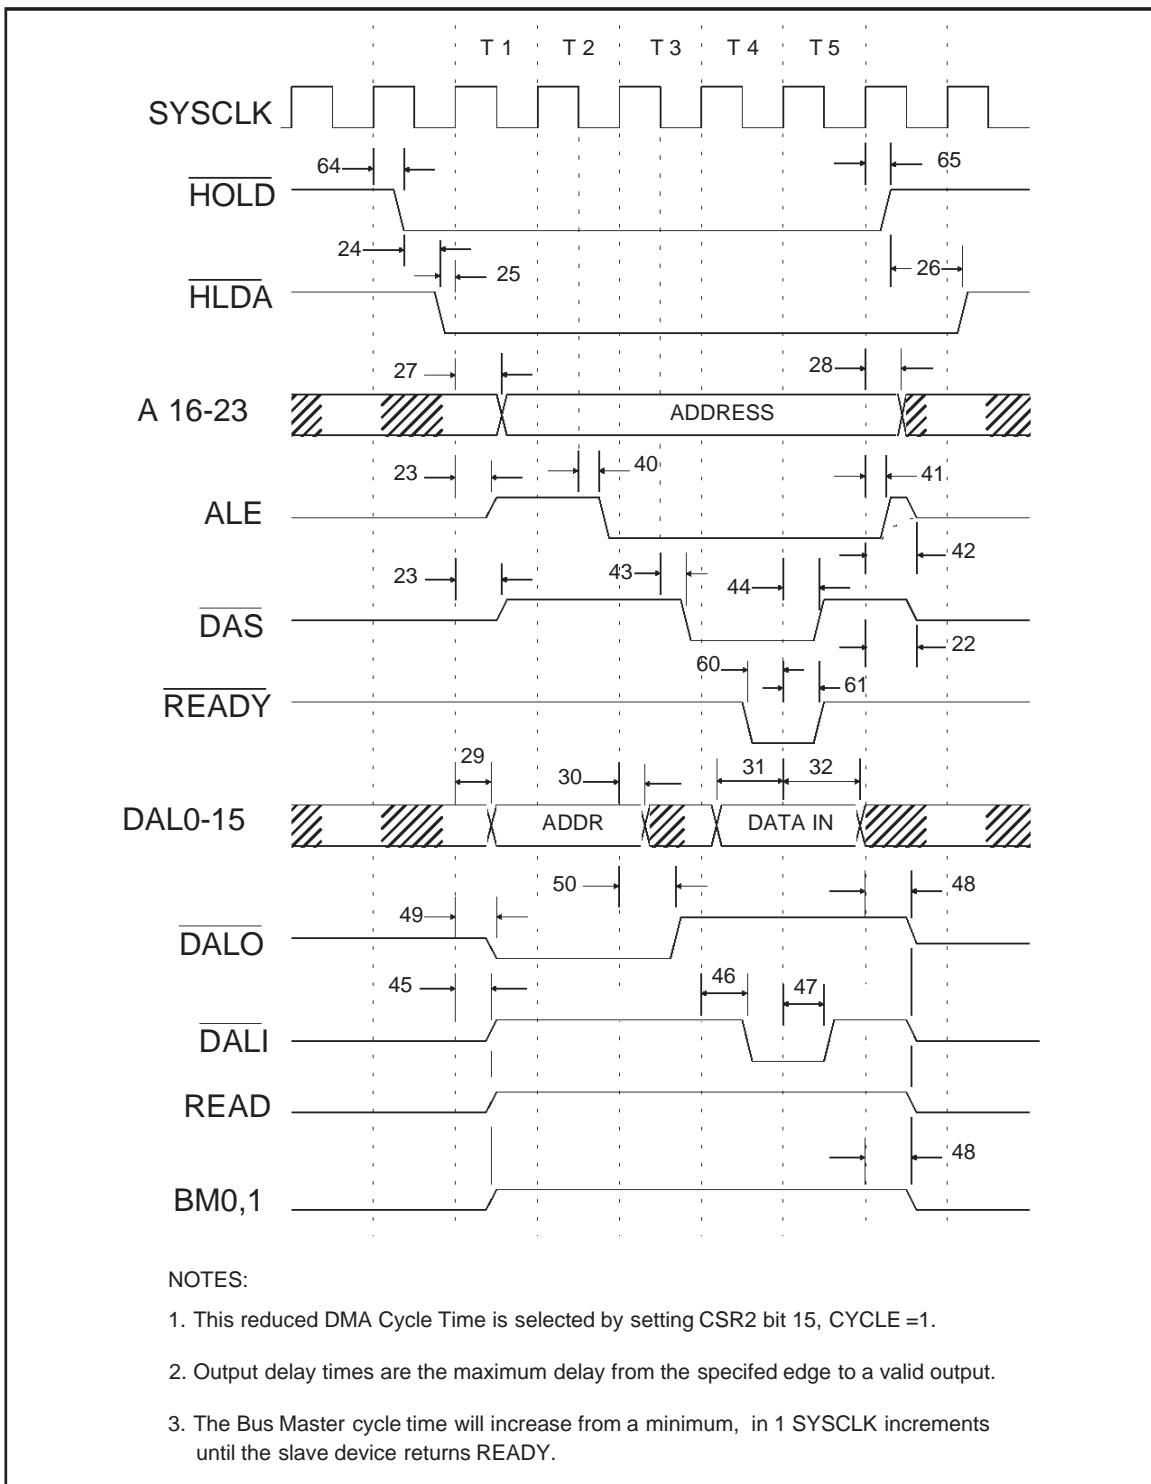 T 1 T 2 T 3 T 4 T 5
SYSCLK
64 65
HOLD
24 25 26
HLDA
27 28
A 16-23 ADDRESS
23 40 41
ALE
42
23 43 44
DAS
22
60 61
READY
29 30 31 32
DAL0-15 ADDR DATA IN
50 48
49
DALO
45 46 47
DALI
READ
48
BM0,1
NOTES:
1. This reduced DMA Cycle Time is selected by setting CSR2 bit 15, CYCLE =1.
2. Output delay times are the maximum delay from the specifed edge to a valid output.
3. The Bus Master cycle time will increase from a minimum, in 1 SYSCLK increments
until the slave device returns READY.